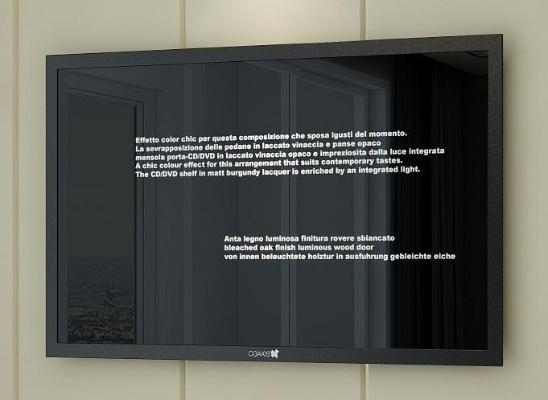 Effetto color chic per questa composizione che sposa igusti del momento.
La sovrapposizione delle pedane in laccato vinaccia e panse opaco
mensola porta-CD/DVD in laccato vinaccia opaco e impreziosita dalla luce integrata
A chic colour effect for this arrangement that suits contemporary tastes.
The CD/DVD shelf in matt burgundy lacquer is enriched by an integrated light.
Anta legno luminosa finitura rovere sbiancato
bleached oak finish luminous wood door
von innen beleuchtete holztur in ausfuhrung gebleichte eiche
CGAXIS